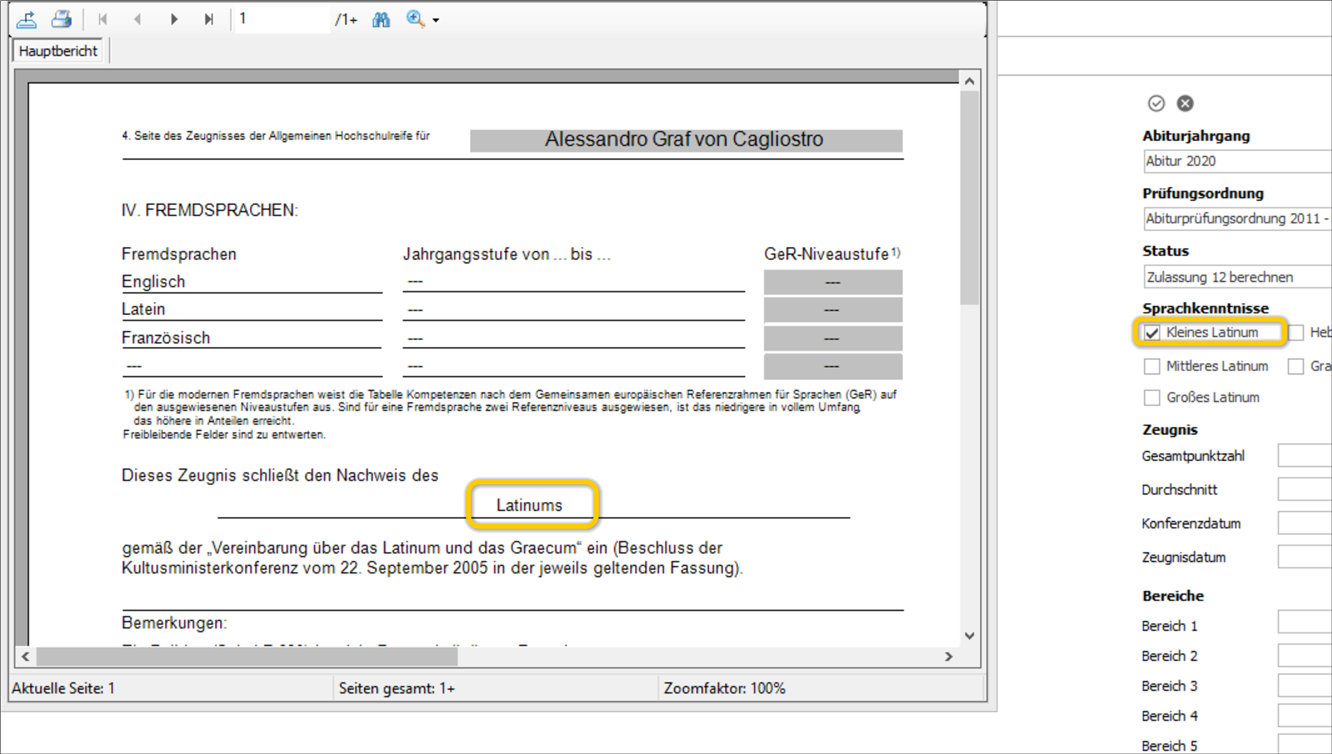 1 /1+
Hauptbericht
4. Seite des Zeugnisses der Allgemeinen Hochschulreife für Alessandro Graf von Cagliostro
IV. FREMDSPRACHEN:
Fremdsprachen Jahrgangsstufe von ... bis ... GeR-Niveaustufe 1)
Englisch --- ---
Latein --- ---
Französisch --- ---
--- --- ---
1) Für die modernen Fremdsprachen weist die Tabelle Kompetenzen nach dem Gemeinsamen europäischen Referenzrahmen für Sprachen (GeR) auf
den ausgewiesenen Niveaustufen aus. Sind für eine Fremdsprache zwei Referenzniveaus ausgewiesen, ist das niedrigere in vollem Umfang,
das höhere in Anteilen erreicht.
Freibleibende Felder sind zu entwerten.
Dieses Zeugnis schließt den Nachweis des
Latinums
gemäß der „Vereinbarung über das Latinum und das Graecum“ ein (Beschluss der
Kultusministerkonferenz vom 22. September 2005 in der jeweils geltenden Fassung).
Bemerkungen:
Aktuelle Seite: 1 Seiten gesamt: 1+ Zoomfaktor: 100%
Abiturjahrgang
Abitur 2020
Prüfungsordnung
Abiturprüfungsordnung 2011 -
Status
Zulassung 12 berechnen
Sprachkenntnisse
Kleines Latinum Heb
Mittleres Latinum Gra
Großes Latinum
Zeugnis
Gesamtpunktzahl
Durchschnitt
Konferenzdatum
Zeugnisdatum
Bereiche
Bereich 1
Bereich 2
Bereich 3
Bereich 4
Bereich 5